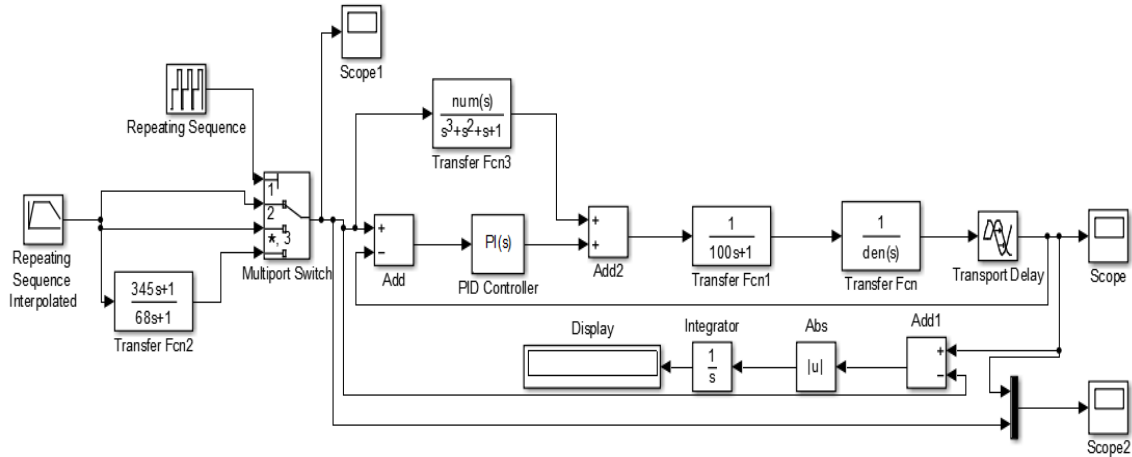 Scope1
Repeating Sequence
num(s)
s³+s²+s+1
Transfer Fcn3
1
2
*, 3
Multiport Switch
Repeating
Sequence
Interpolated
345s+1
68s+1
Transfer Fcn2
+
−
Add
PI(s)
PID Controller
+
+
Add2
1
100s+1
Transfer Fcn1
1
den(s)
Transfer Fcn
Transport Delay
Scope
Display
Integrator
1
s
Abs
|u|
Add1
+
−
Scope2